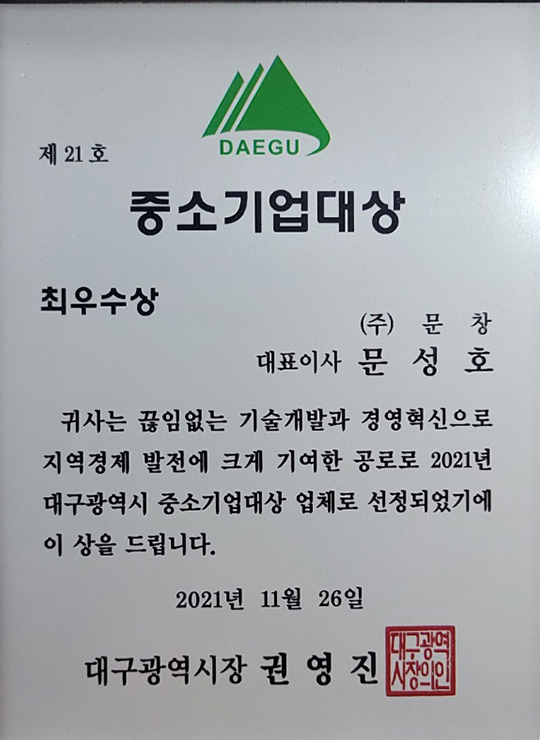 DAEGU
제 21 호
중소기업대상
최우수상
(주) 문 창
대표이사 문 성 호
귀사는 끊임없는 기술개발과 경영혁신으로
지역경제 발전에 크게 기여한 공로로 2021년
대구광역시 중소기업대상 업체로 선정되었기에
이 상을 드립니다.
2021년 11월 26일
대구광역시장 권 영 진
대구광역
시장의인